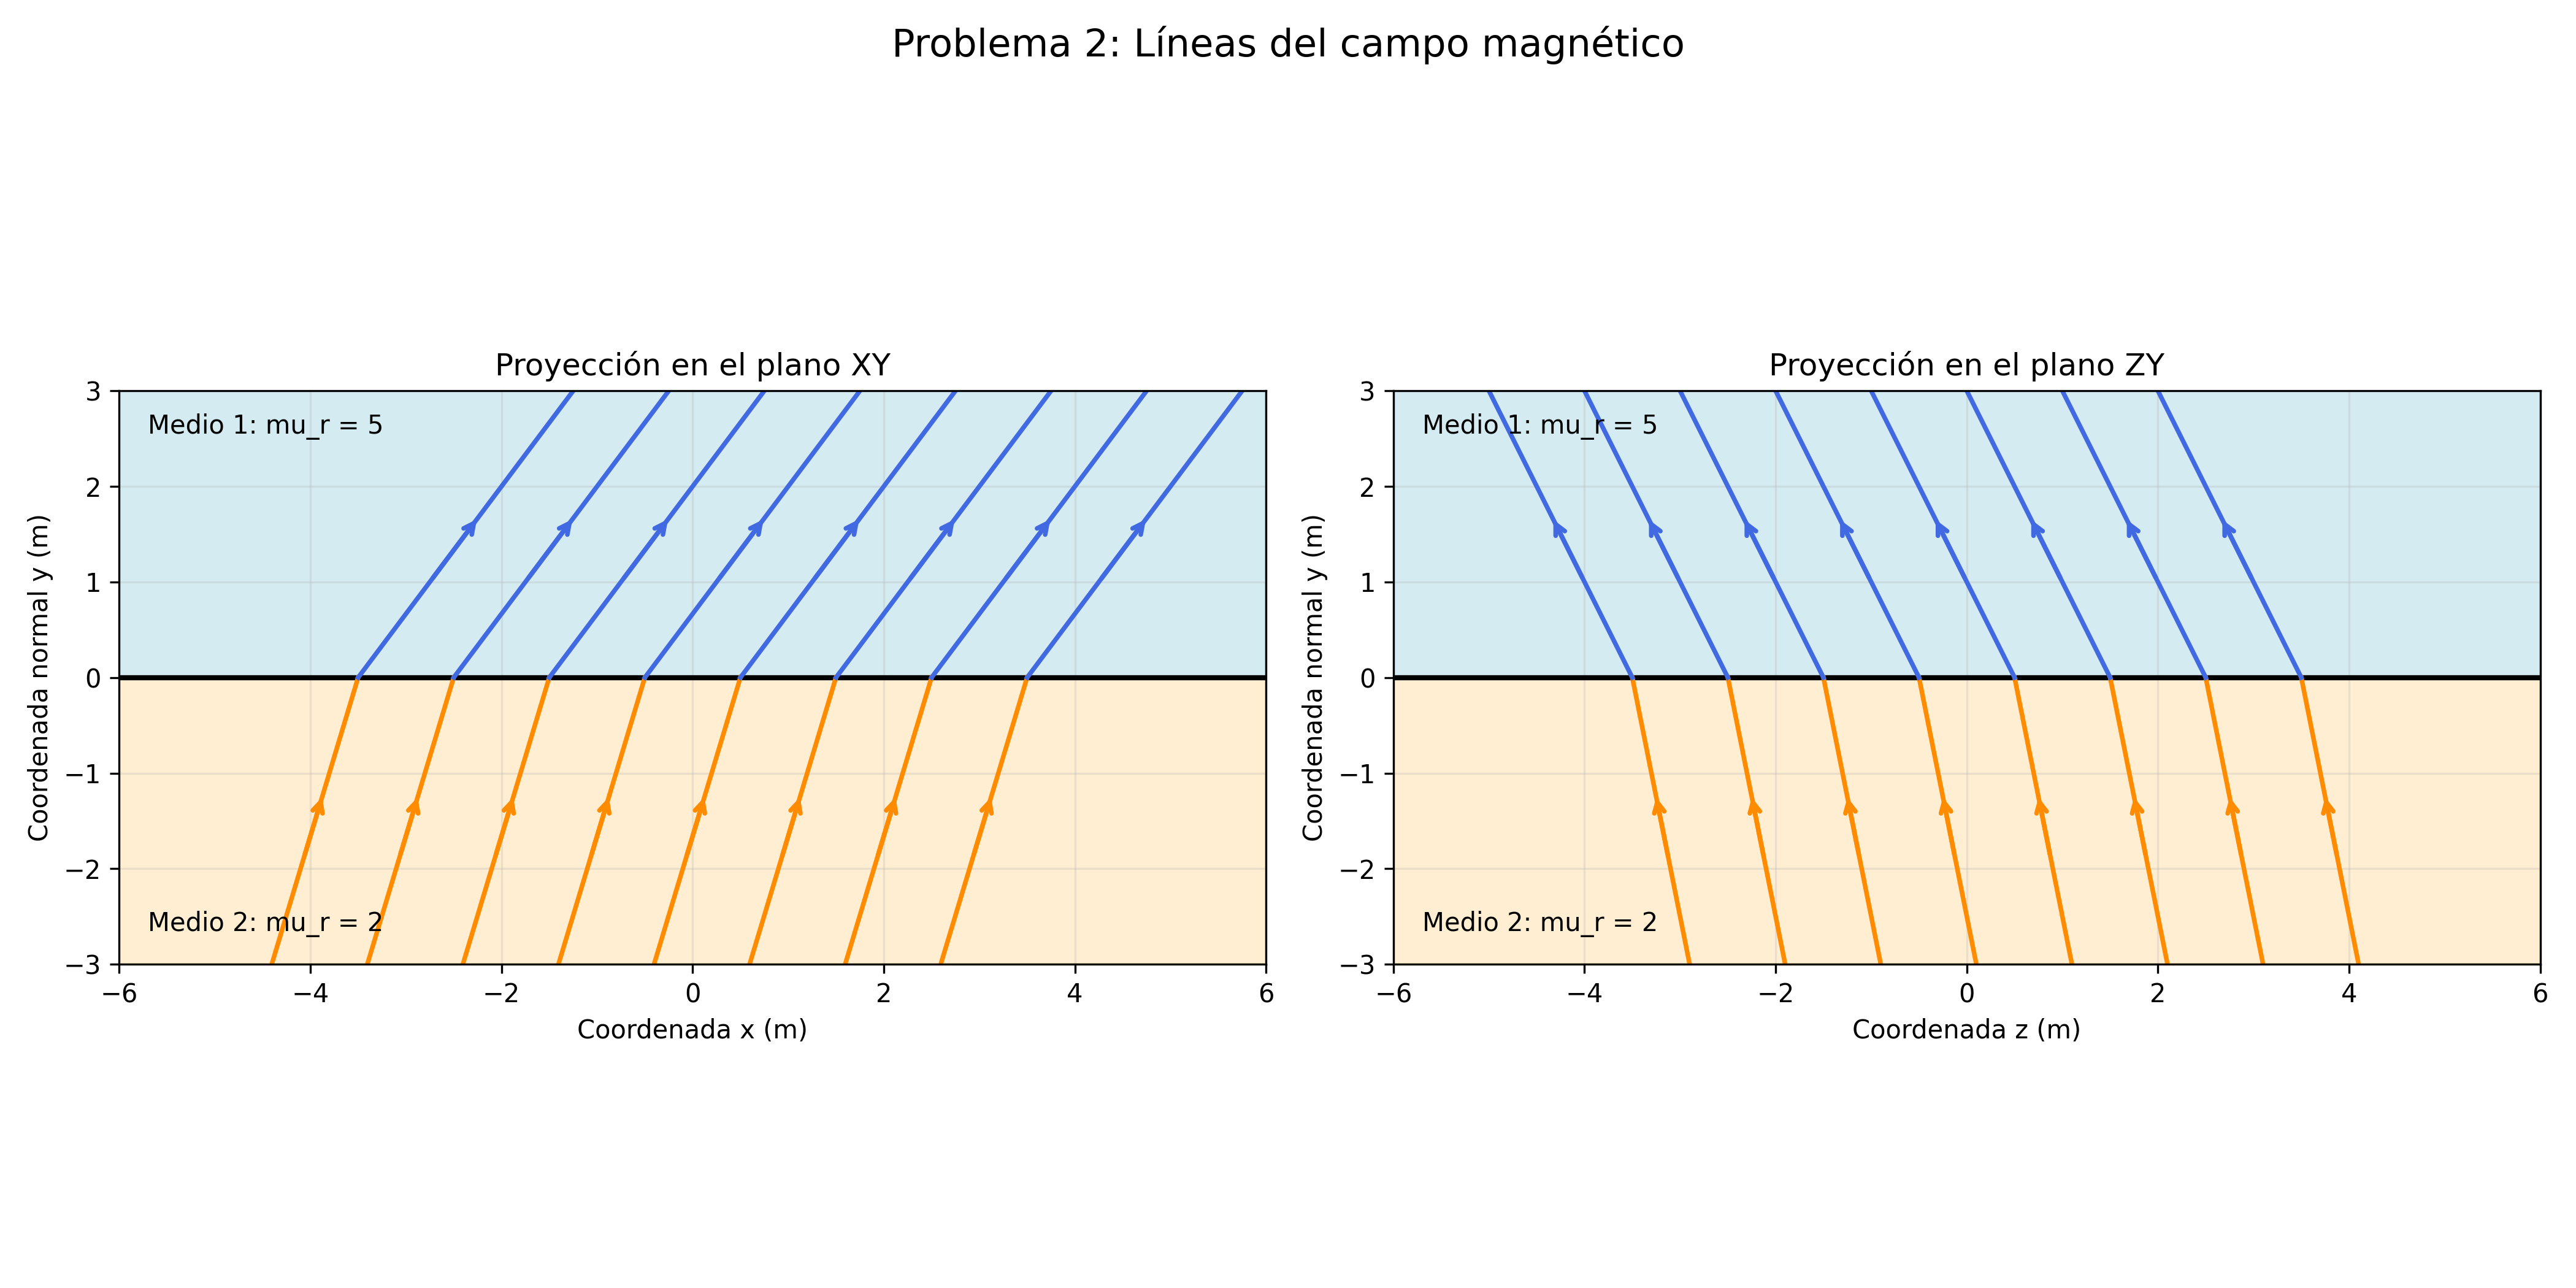 Problema 2: Líneas del campo magnético
Proyección en el plano XY
Coordenada normal y (m)
3
2
1
0
−1
−2
−3
Medio 1: mu_r = 5
Medio 2: mu_r = 2
−6 −4 −2 0 2 4 6
Coordenada x (m)
Proyección en el plano ZY
Coordenada normal y (m)
3
2
1
0
−1
−2
−3
Medio 1: mu_r = 5
Medio 2: mu_r = 2
−6 −4 −2 0 2 4 6
Coordenada z (m)